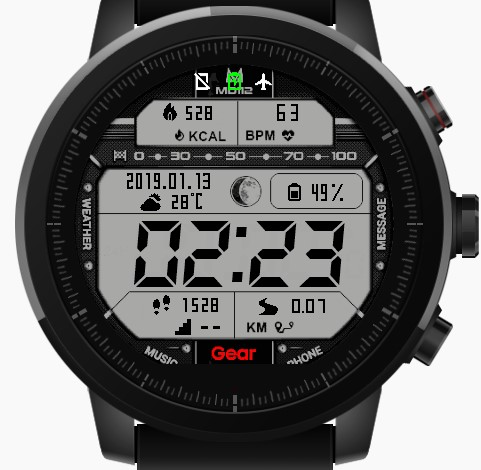 528 63
KCAL BPM
0 30 50 70 100
2019.01.13
28°C
49%
WEATHER
MESSAGE
02:23
1528 0.07
-- KM
MUSIC Gear PHONE